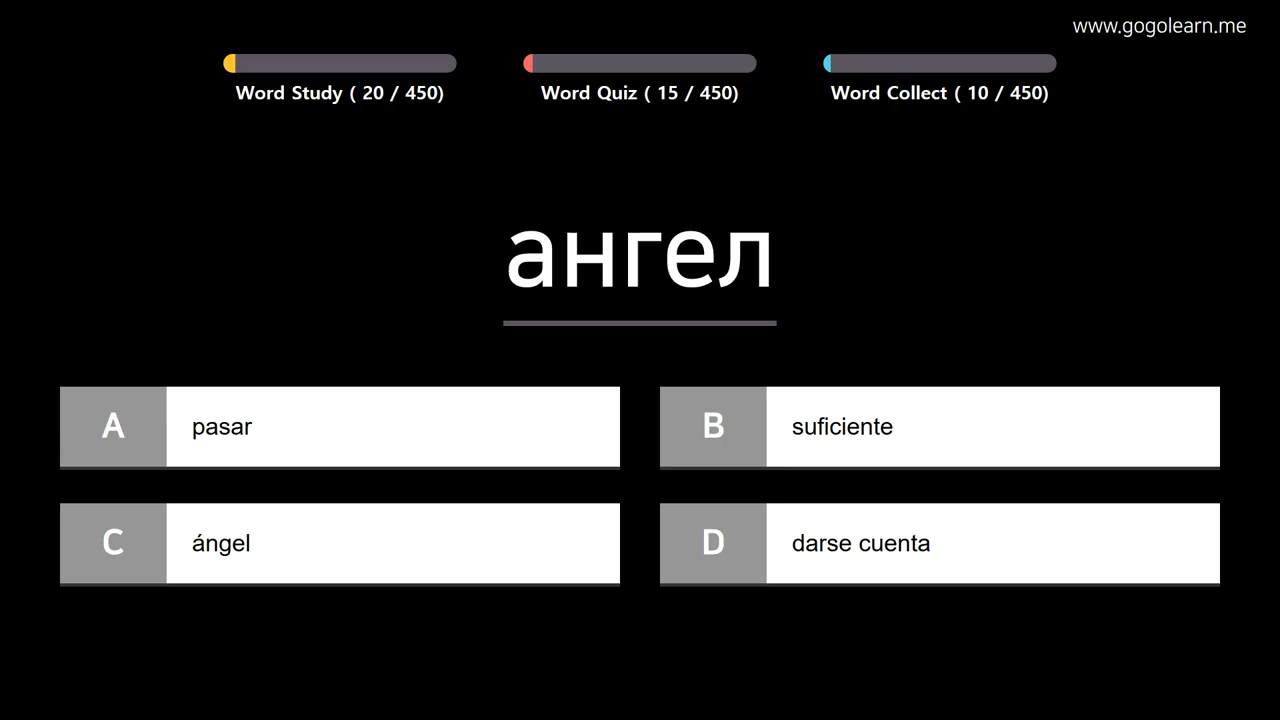 www.gogolearn.me
Word Study ( 20 / 450)
Word Quiz ( 15 / 450)
Word Collect ( 10 / 450)
ангел
A pasar
B suficiente
C ángel
D darse cuenta